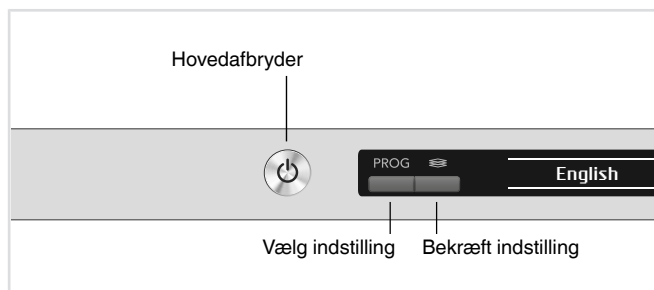 Hovedafbryder
PROG
English
Vælg indstilling
Bekræft indstilling